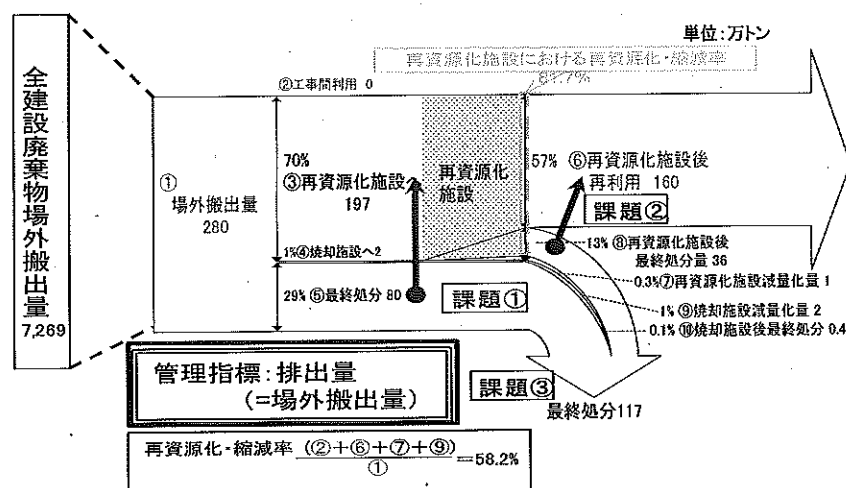 単位:万トン
再資源化施設における再資源化・縮減率
81.7%
全建設廃棄物場外搬出量
7,269
②工事間利用 0
①
場外搬出量
280
70%
③再資源化施設へ
197
再資源化
施設
57% ⑥再資源化施設後
再利用 160
課題②
1%④焼却施設へ2
13% ⑧再資源化施設後
最終処分量 36
0.3%⑦再資源化施設減量化量 1
29% ⑤最終処分 80
課題①
1% ⑨焼却施設減量化量 2
0.1% ⑩焼却施設後最終処分 0.4
管理指標:排出量
(=場外搬出量)
課題③
最終処分117
再資源化・縮減率 (②+⑥+⑦+⑨)
① =58.2%